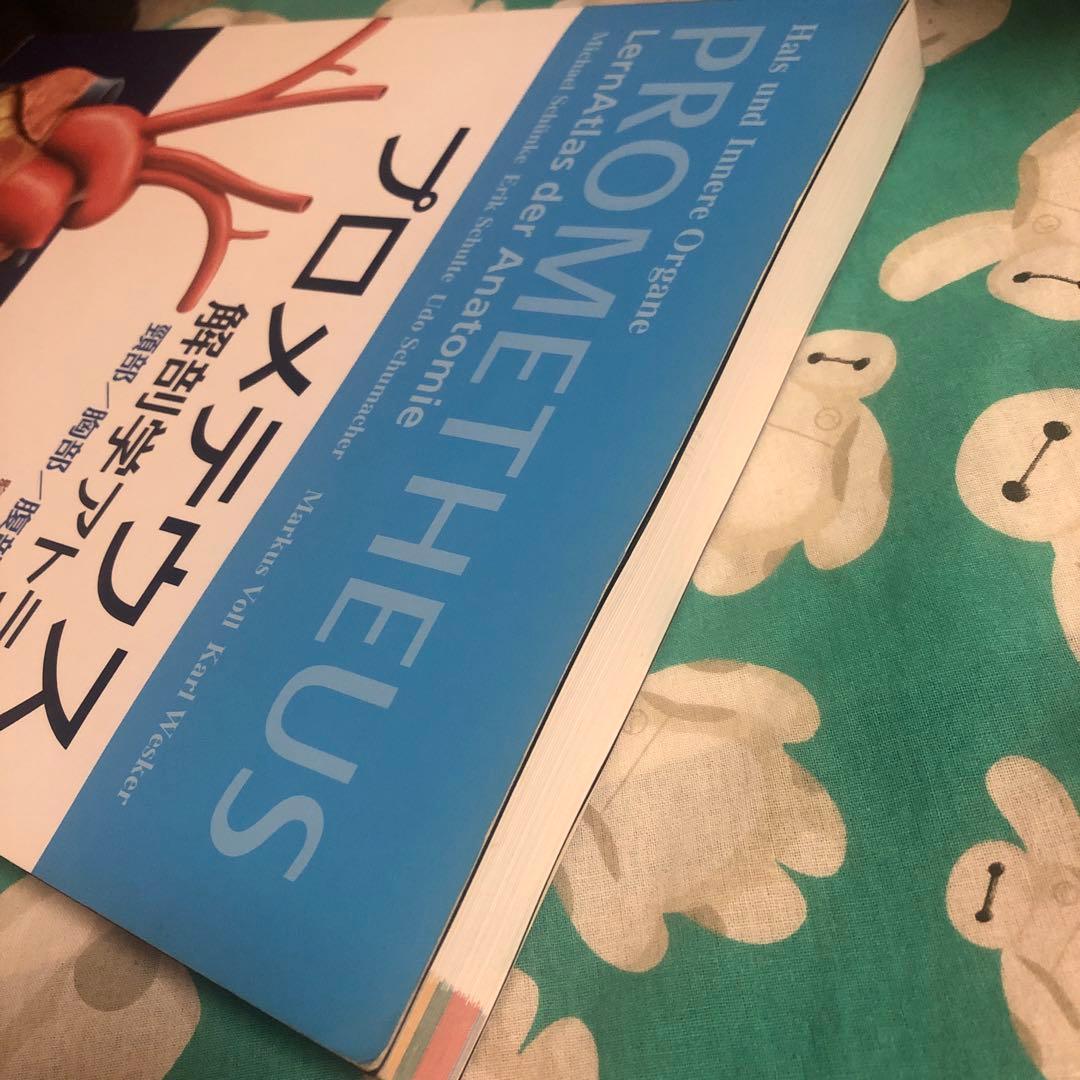 Hals und Innere Organe
PROMETHEUS
LernAtlas der Anatomie
Michael Schünke Erik Schulte Udo Schumacher Markus Voll Karl Wesker
プロメテウス
解剖学アトラ
頸部／胸部／腹部